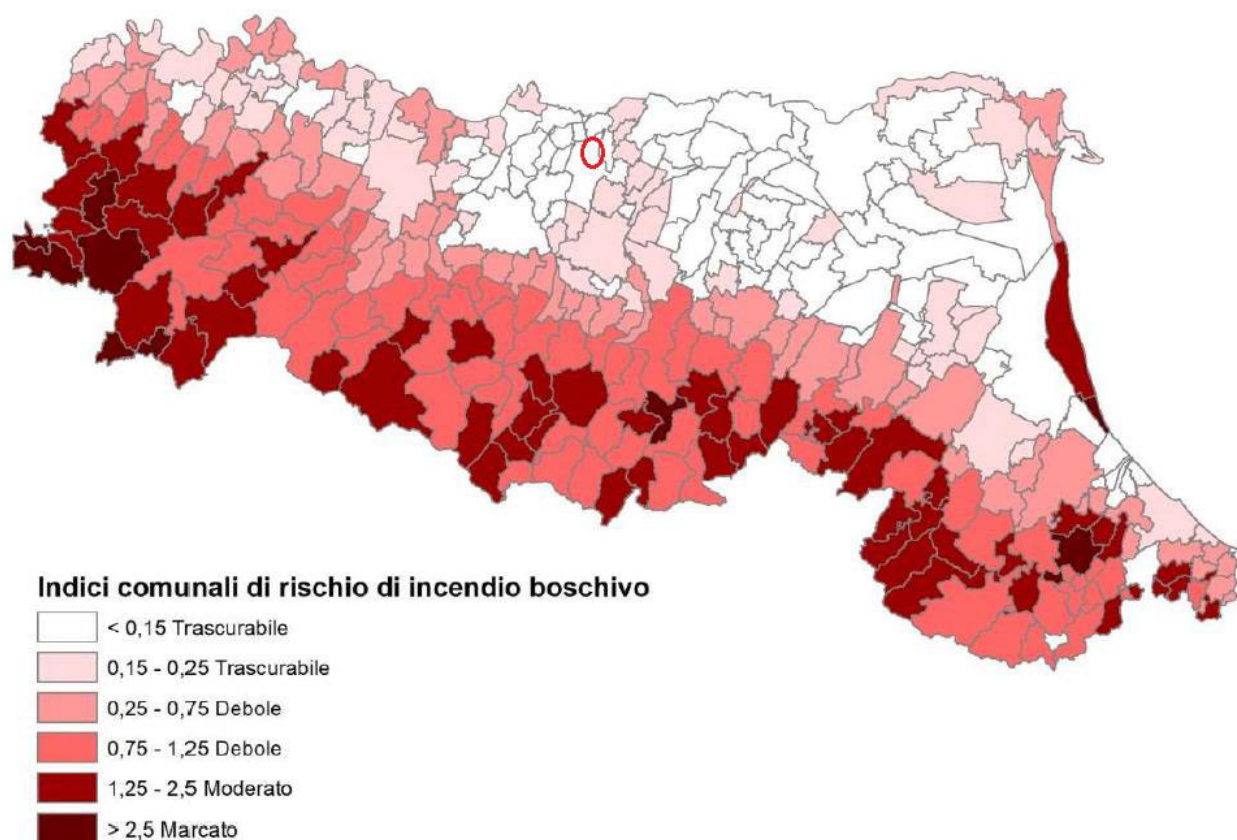 Indici comunali di rischio di incendio boschivo
< 0,15 Trascurabile
0,15 - 0,25 Trascurabile
0,25 - 0,75 Debole
0,75 - 1,25 Debole
1,25 - 2,5 Moderato
> 2,5 Marcato